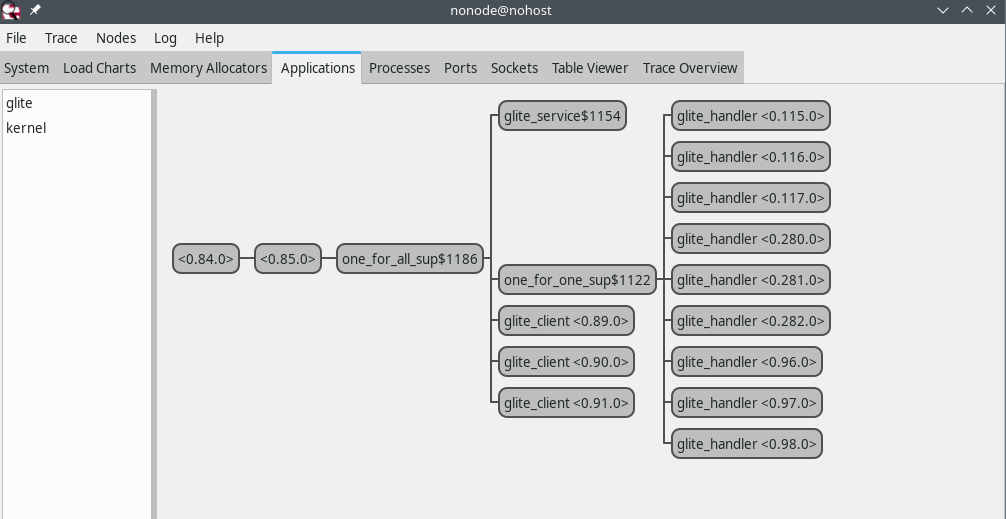 nonode@nohost
File Trace Nodes Log Help
System Load Charts Memory Allocators Applications Processes Ports Sockets Table Viewer Trace Overview
glite
kernel
<0.84.0>
<0.85.0>
one_for_all_sup$1186
glite_service$1154
one_for_one_sup$1122
glite_client <0.89.0>
glite_client <0.90.0>
glite_client <0.91.0>
glite_handler <0.115.0>
glite_handler <0.116.0>
glite_handler <0.117.0>
glite_handler <0.280.0>
glite_handler <0.281.0>
glite_handler <0.282.0>
glite_handler <0.96.0>
glite_handler <0.97.0>
glite_handler <0.98.0>